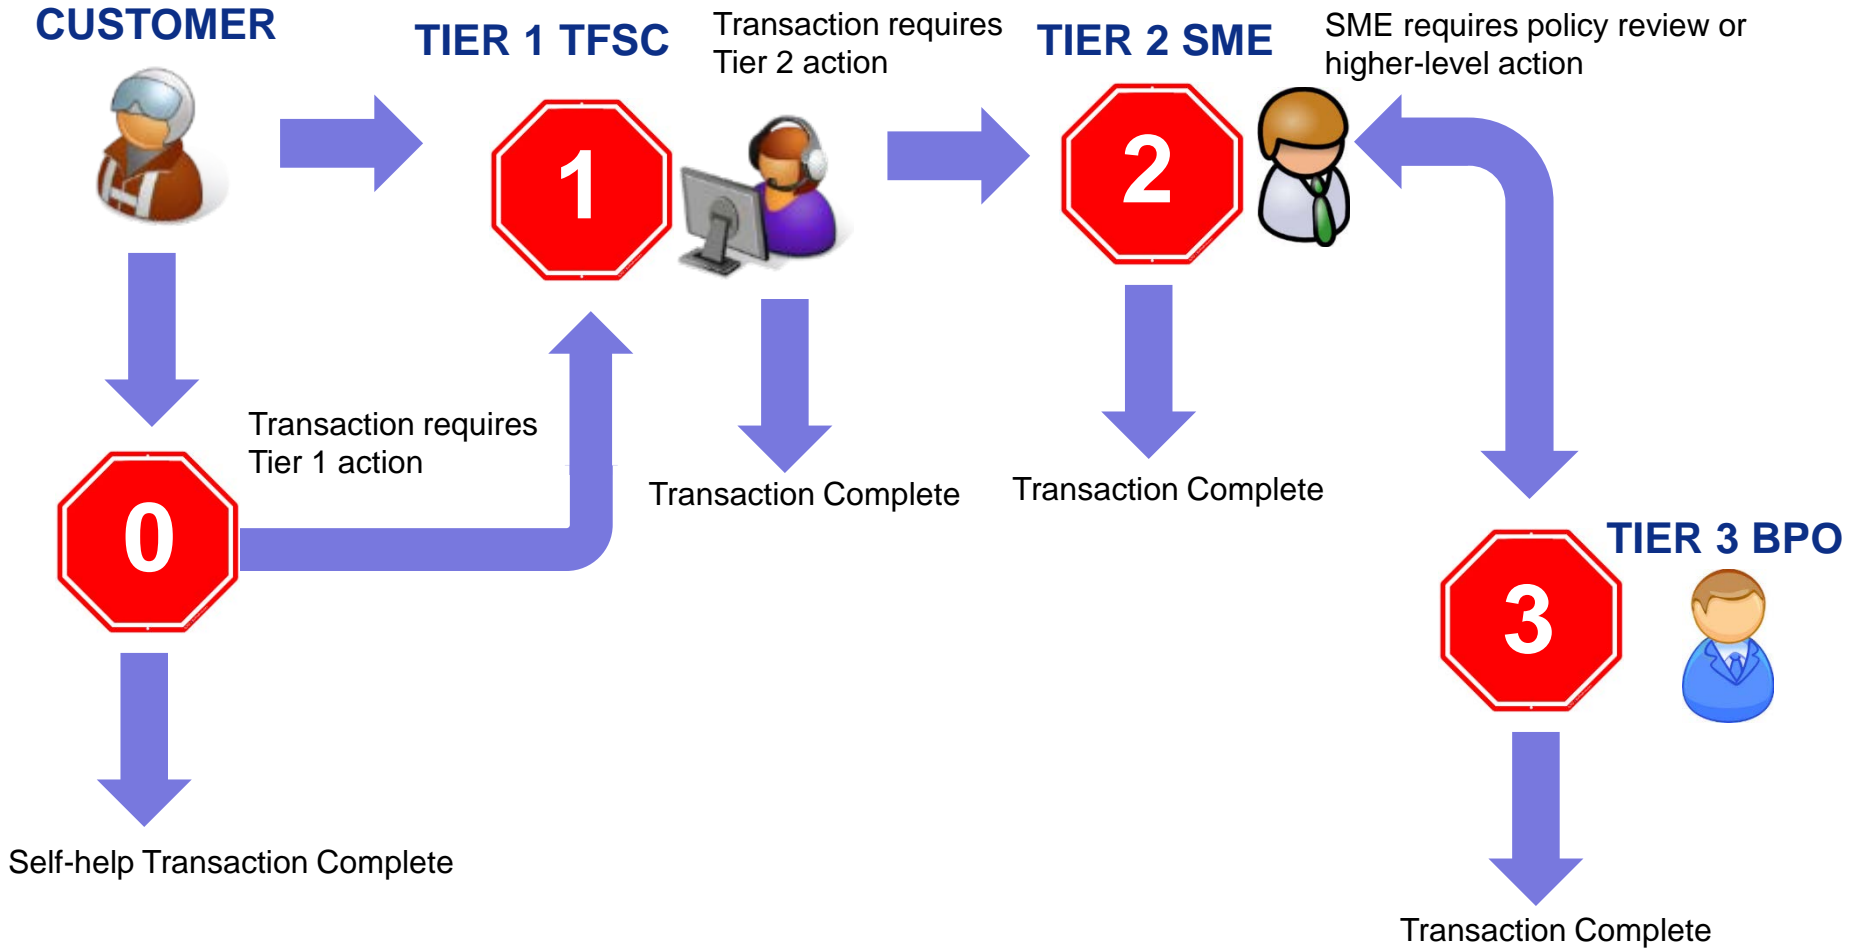 CUSTOMER
TIER 1 TFSC
Transaction requires
Tier 2 action
TIER 2 SME
SME requires policy review or
higher-level action
1
2
Transaction requires
Tier 1 action
0
Transaction Complete
Transaction Complete
TIER 3 BPO
3
Self-help Transaction Complete
Transaction Complete